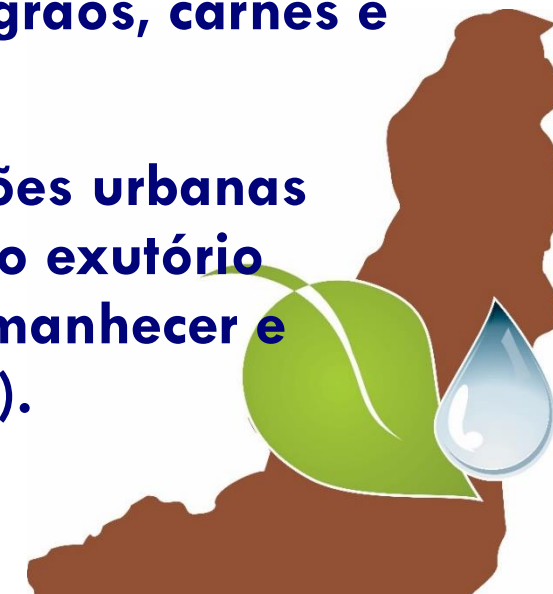 grãos, carnes e
ões urbanas
o exutório
manhecer e
).